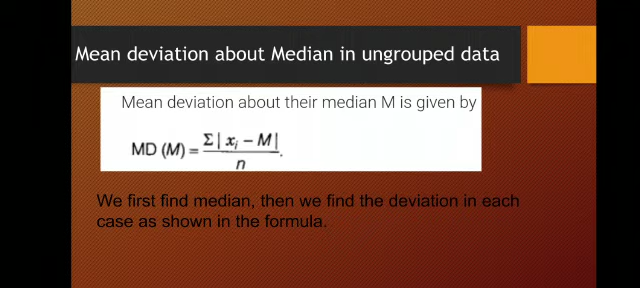 Mean deviation about Median in ungrouped data
Mean deviation about their median M is given by
MD (M) = Σ | xᵢ − M| / n .
We first find median, then we find the deviation in each
case as shown in the formula.